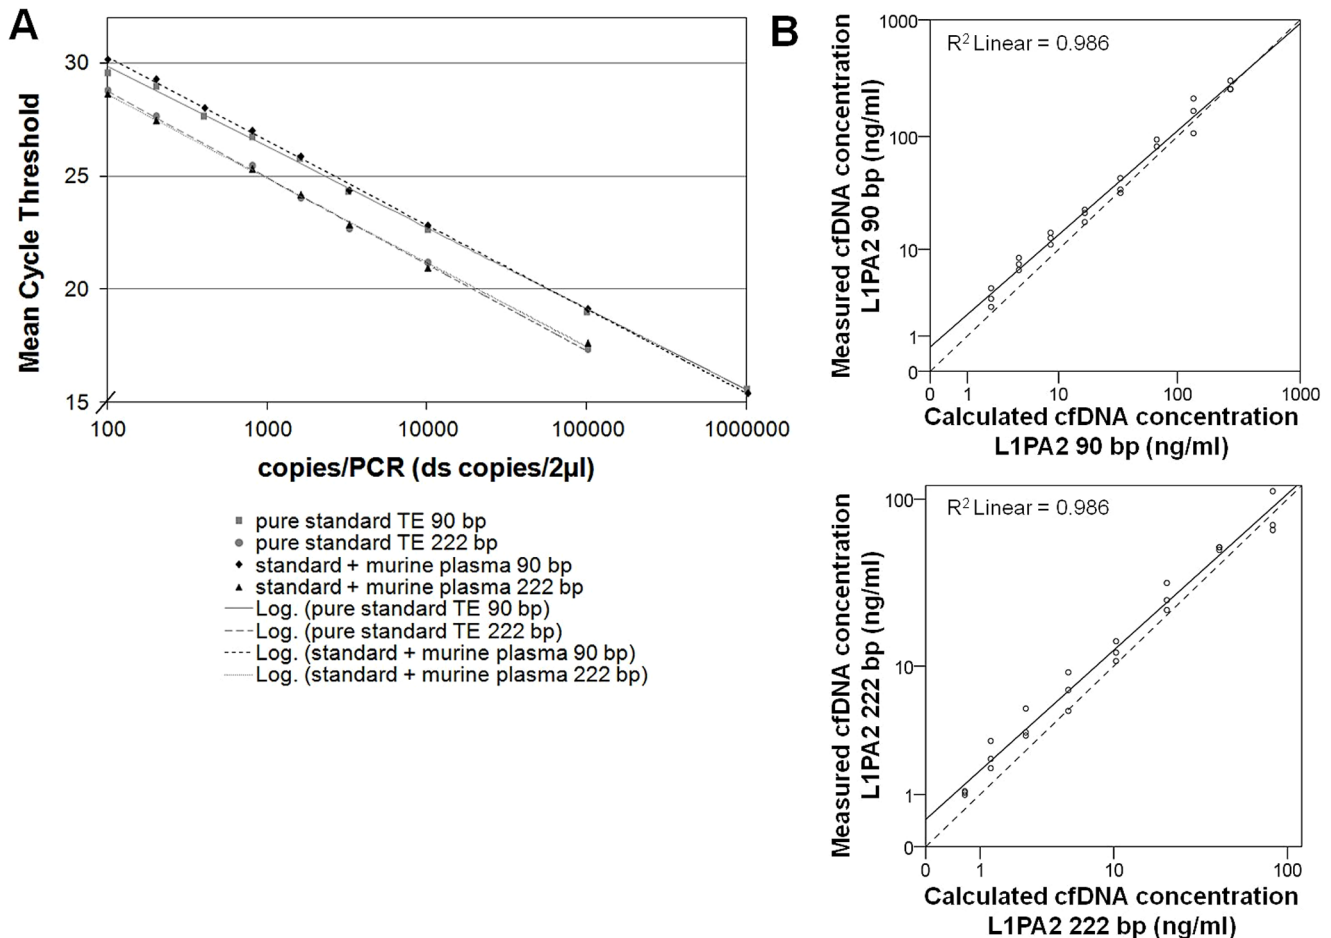 A
30
25
20
15
100
1000
10000
100000
1000000
Mean Cycle Threshold
copies/PCR (ds copies/2µl)
pure standard TE 90 bp
pure standard TE 222 bp
standard + murine plasma 90 bp
standard + murine plasma 222 bp
Log. (pure standard TE 90 bp)
Log. (pure standard TE 222 bp)
Log. (standard + murine plasma 90 bp)
Log. (standard + murine plasma 222 bp)
B
Measured cfDNA concentration
L1PA2 90 bp (ng/ml)
R² Linear = 0.986
1000
100
10
1
0
0
1
10
100
1000
Calculated cfDNA concentration
L1PA2 90 bp (ng/ml)
Measured cfDNA concentration
L1PA2 222 bp (ng/ml)
R² Linear = 0.986
100
10
1
0
0
1
10
100
Calculated cfDNA concentration
L1PA2 222 bp (ng/ml)